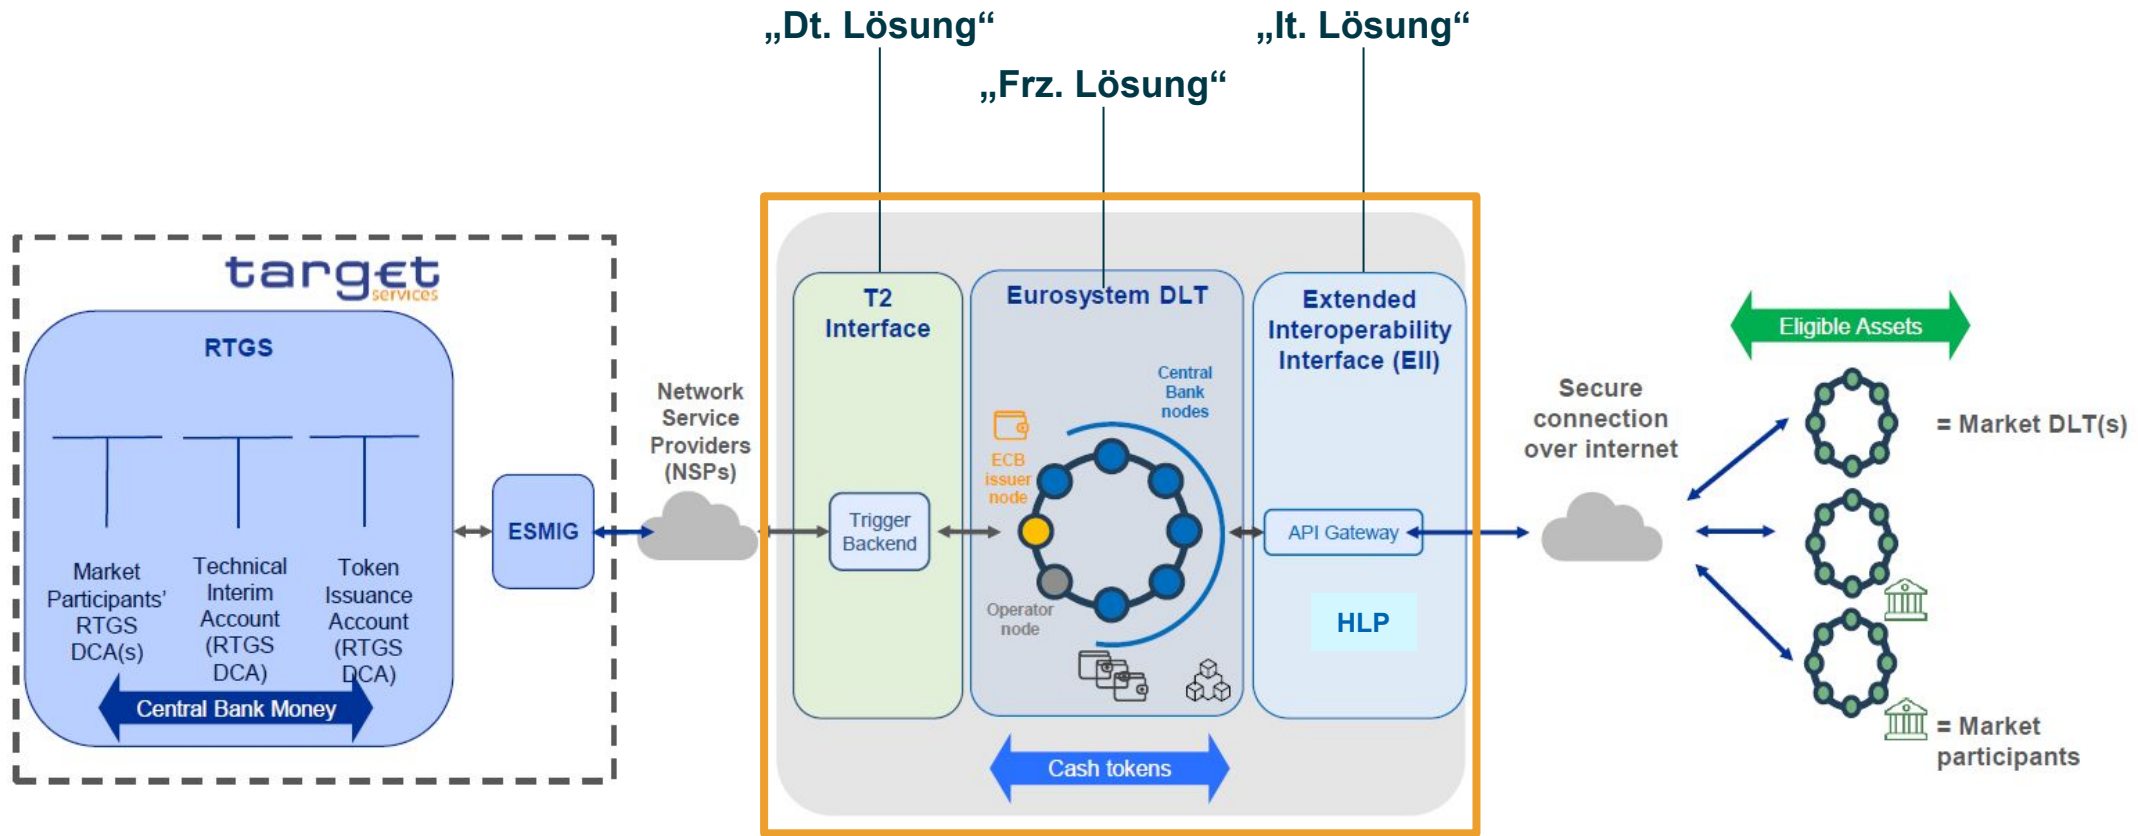 „Dt. Lösung“
„It. Lösung“
„Frz. Lösung“
target
services
RTGS
Market
Participants’
RTGS
DCA(s)
Technical
Interim
Account
(RTGS
DCA)
Token
Issuance
Account
(RTGS
DCA)
Central Bank Money
ESMIG
Network
Service
Providers
(NSPs)
T2
Interface
Trigger
Backend
Eurosystem DLT
Central
Bank
nodes
ECB
issuer
node
Operator
node
Cash tokens
Extended
Interoperability
Interface (EII)
API Gateway
HLP
Secure
connection
over internet
Eligible Assets
= Market DLT(s)
= Market
participants